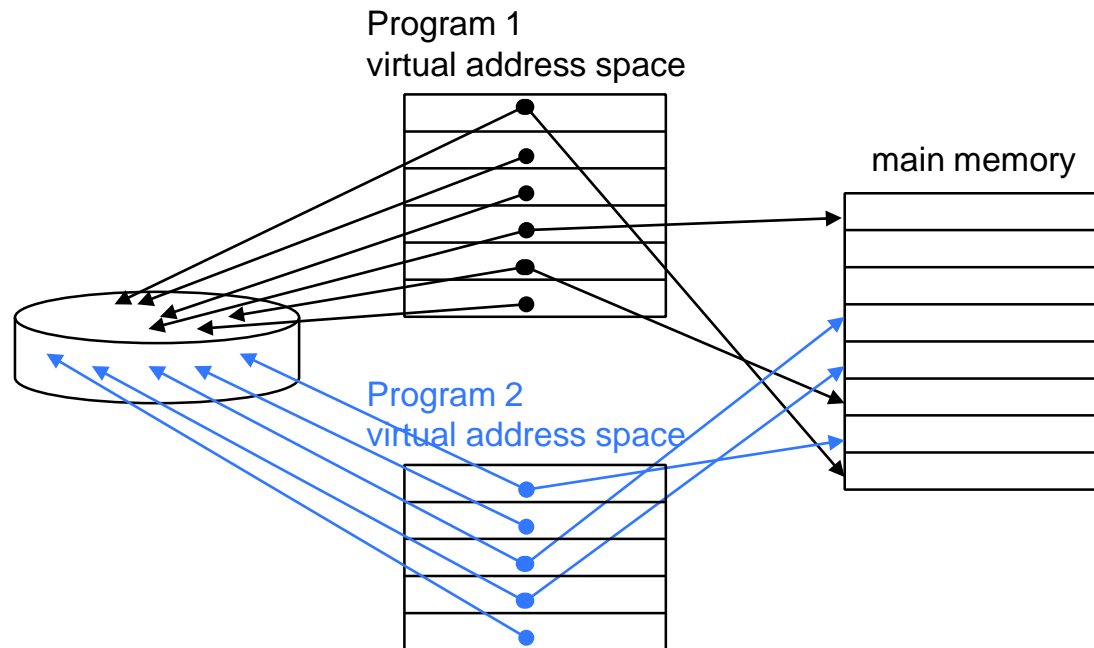 Program 1
virtual address space
main memory
Program 2
virtual address space